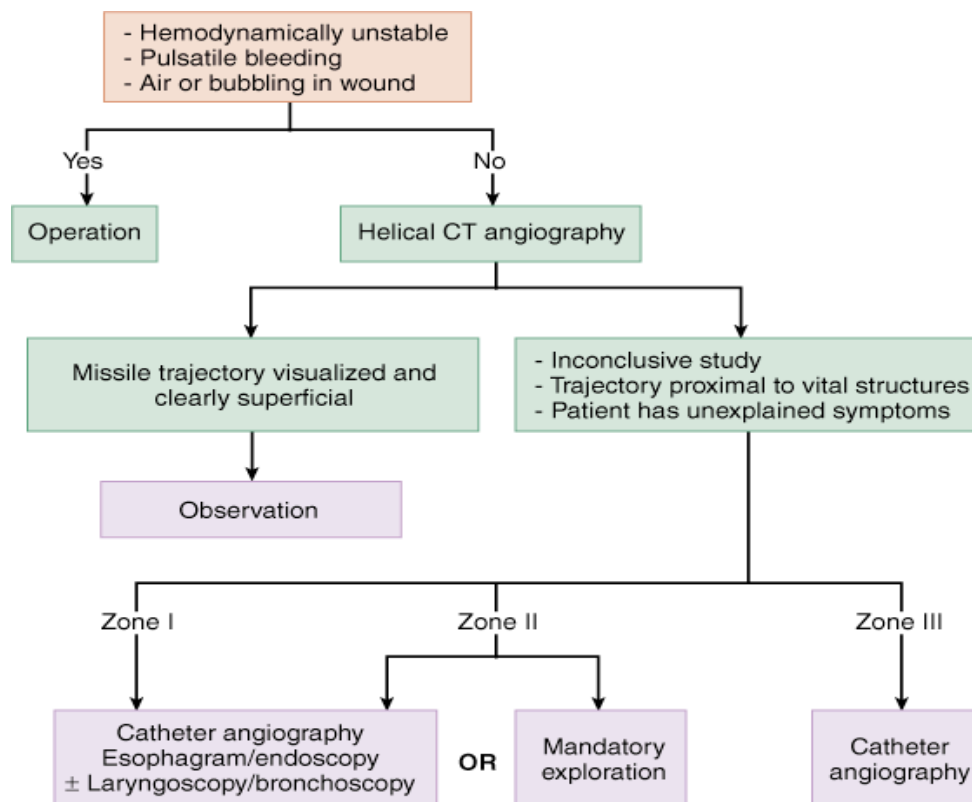 - Hemodynamically unstable
- Pulsatile bleeding
- Air or bubbling in wound
Yes
No
Operation
Helical CT angiography
Missile trajectory visualized and
clearly superficial
- Inconclusive study
- Trajectory proximal to vital structures
- Patient has unexplained symptoms
Observation
Zone I
Zone II
Zone III
Catheter angiography
Esophagram/endoscopy
± Laryngoscopy/bronchoscopy
OR
Mandatory
exploration
Catheter
angiography